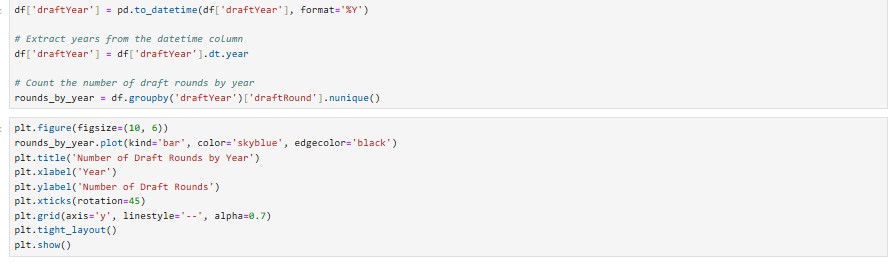 df['draftYear'] = pd.to_datetime(df['draftYear'], format='%Y')
# Extract years from the datetime column
df['draftYear'] = df['draftYear'].dt.year
# Count the number of draft rounds by year
rounds_by_year = df.groupby('draftYear')['draftRound'].nunique()
plt.figure(figsize=(10, 6))
rounds_by_year.plot(kind='bar', color='skyblue', edgecolor='black')
plt.title('Number of Draft Rounds by Year')
plt.xlabel('Year')
plt.ylabel('Number of Draft Rounds')
plt.xticks(rotation=45)
plt.grid(axis='y', linestyle='--', alpha=0.7)
plt.tight_layout()
plt.show()